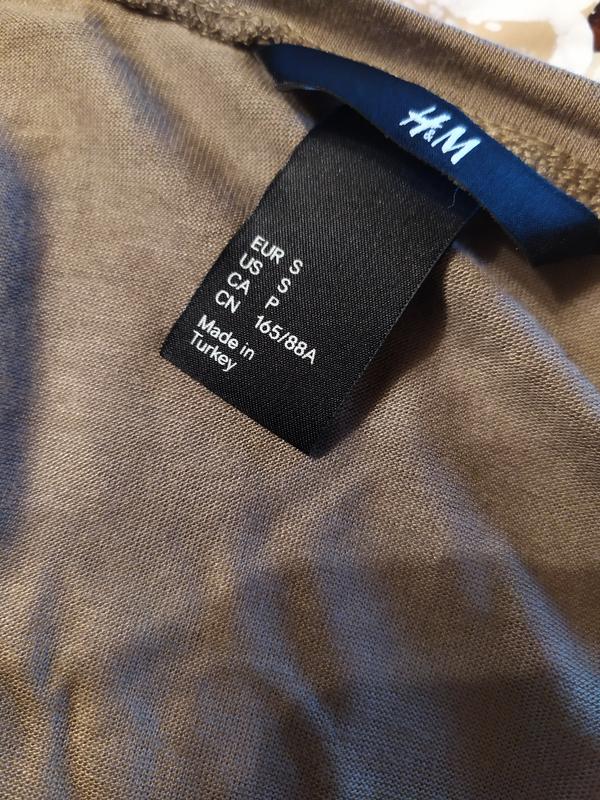 H&M
EUR S
US S
CA P
CN 165/88A
Made in
Turkey